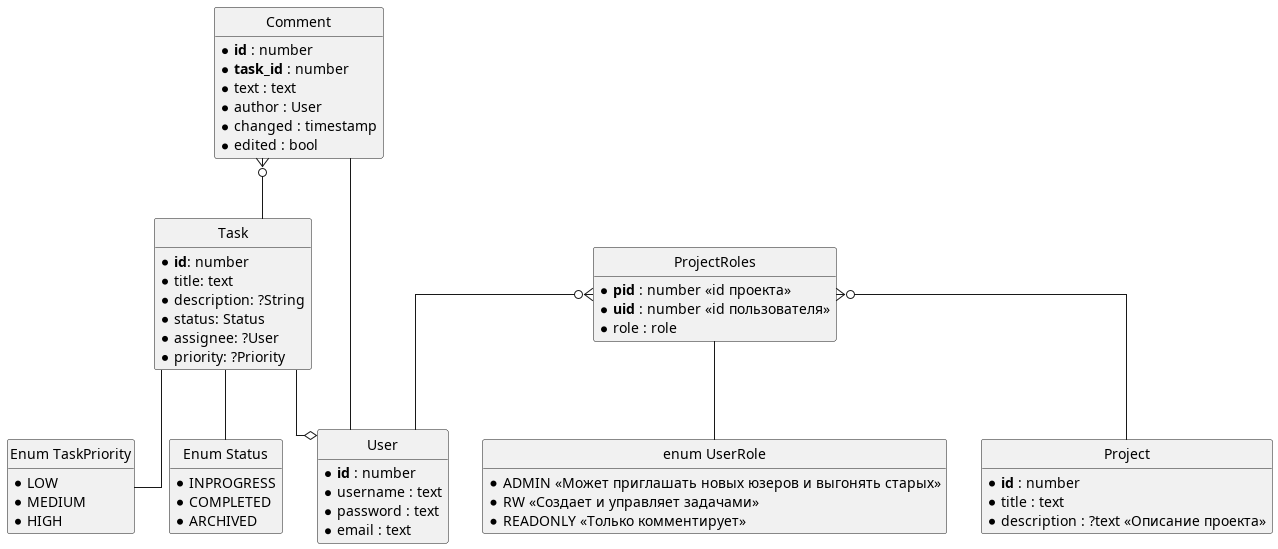 Comment
id : number
task_id : number
text : text
author : User
changed : timestamp
edited : bool
Task
id: number
title: text
description: ?String
status: Status
assignee: ?User
priority: ?Priority
ProjectRoles
pid : number «id проекта»
uid : number «id пользователя»
role : role
Enum TaskPriority
LOW
MEDIUM
HIGH
Enum Status
INPROGRESS
COMPLETED
ARCHIVED
User
id : number
username : text
password : text
email : text
enum UserRole
ADMIN «Может приглашать новых юзеров и выгонять старых»
RW «Создает и управляет задачами»
READONLY «Только комментирует»
Project
id : number
title : text
description : ?text «Описание проекта»